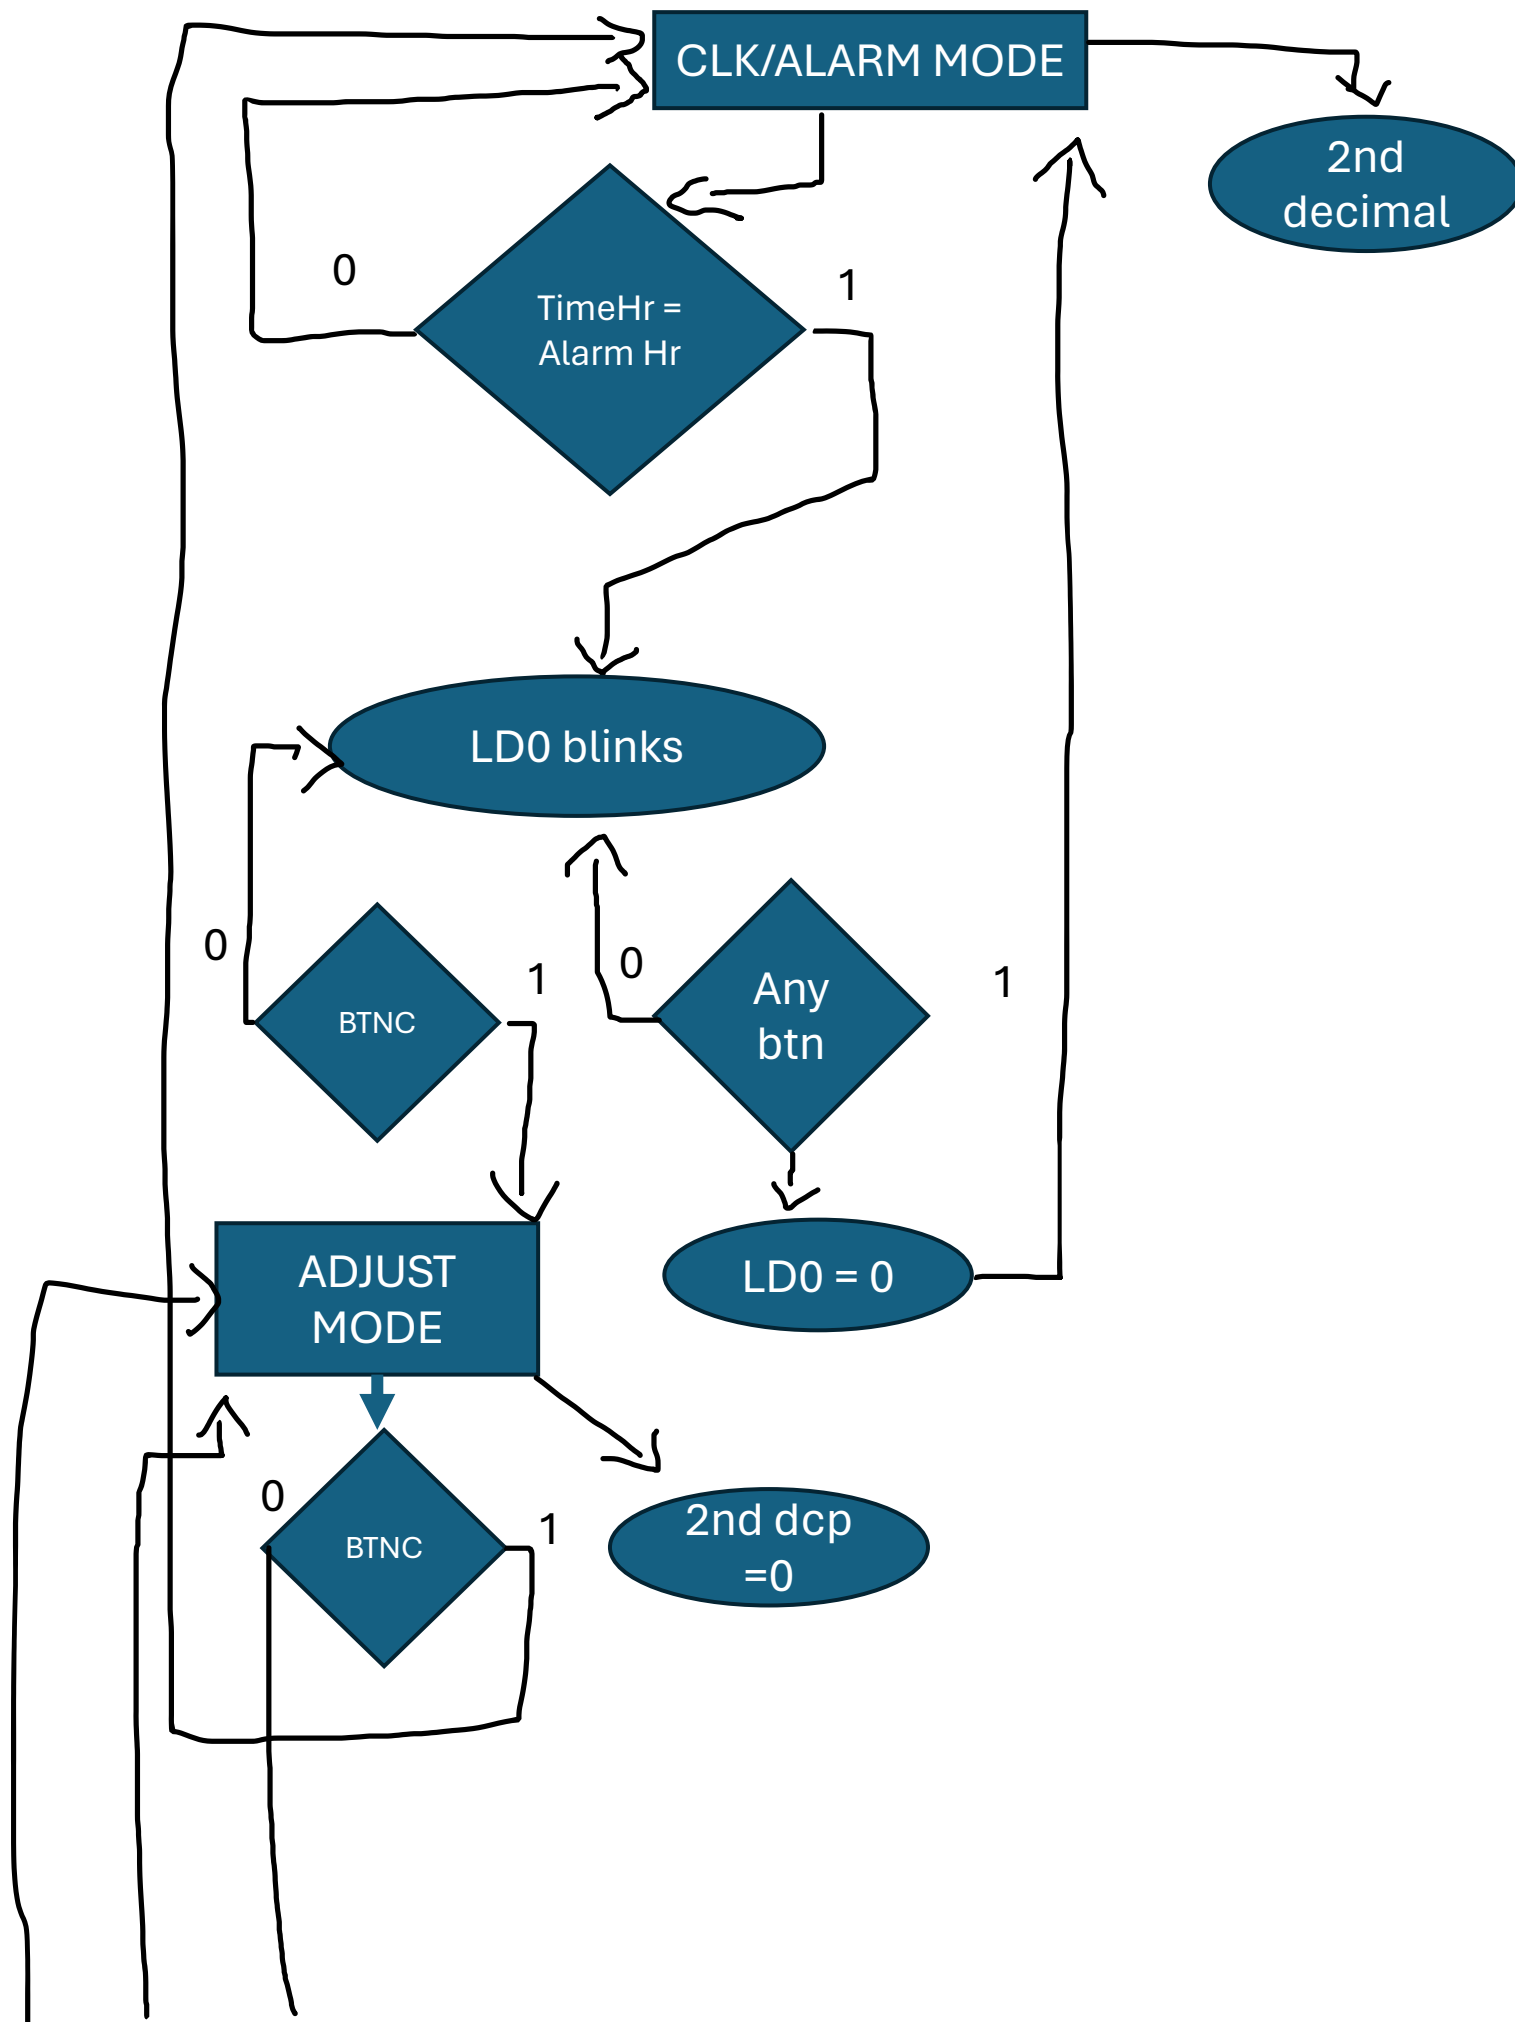 CLK/ALARM MODE
2nd
decimal
0
1
TimeHr =
Alarm Hr
LD0 blinks
0
1
0
1
BTNC
Any
btn
ADJUST
MODE
LD0 = 0
0
1
BTNC
2nd dcp
=0